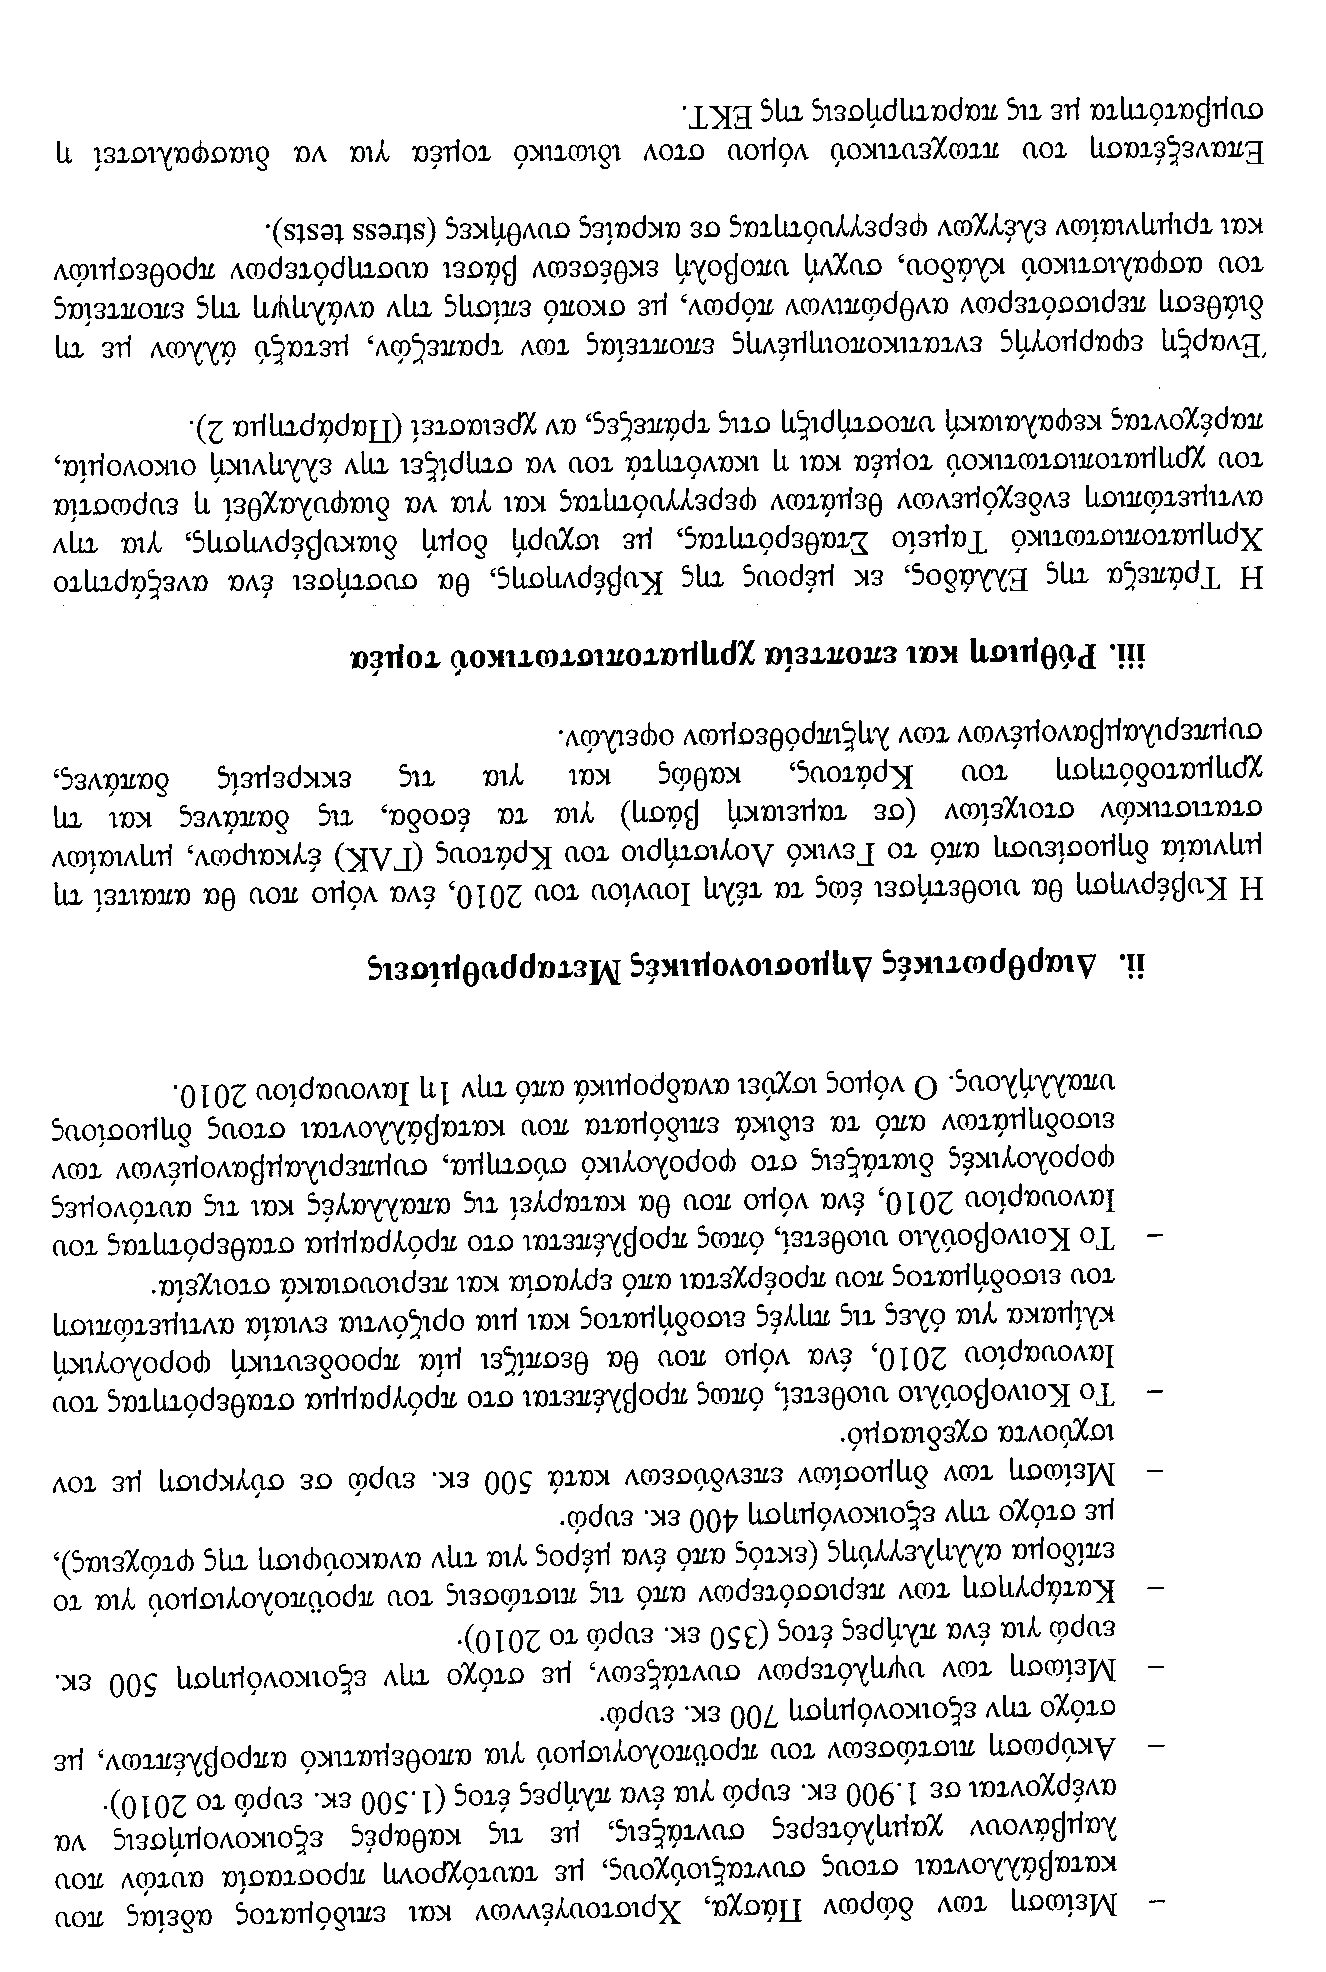 – Μείωση των δώρων Πάσχα, Χριστουγέννων και επιδόματος αδείας που
καταβάλλονται στους συνταξιούχους, με ταυτόχρονη προστασία αυτών που
λαμβάνουν χαμηλότερες συντάξεις, με τις καθαρές εξοικονομήσεις να
ανέρχονται σε 1.900 εκ. ευρώ για ένα πλήρες έτος (1.500 εκ. ευρώ το 2010).
– Ακύρωση πιστώσεων του προϋπολογισμού για αποθεματικό απροβλέπτων, με
στόχο την εξοικονόμηση 700 εκ. ευρώ.
– Μείωση των υψηλότερων συντάξεων, με στόχο την εξοικονόμηση 500 εκ.
ευρώ για ένα πλήρες έτος (350 εκ. ευρώ το 2010).
– Κατάργηση των περισσότερων από τις πιστώσεις του προϋπολογισμού για το
επίδομα αλληλεγγύης (εκτός από ένα μέρος για την ανακούφιση της φτώχειας),
με στόχο την εξοικονόμηση 400 εκ. ευρώ.
– Μείωση των δημοσίων επενδύσεων κατά 500 εκ. ευρώ σε σύγκριση με τον
ισχύοντα σχεδιασμό.
– Το Κοινοβούλιο υιοθετεί, όπως προβλέπεται στο πρόγραμμα σταθερότητας του
Ιανουαρίου 2010, ένα νόμο που θα θεσπίζει μία προοδευτική φορολογική
κλίμακα για όλες τις πηγές εισοδήματος και μια οριζόντια ενιαία αντιμετώπιση
του εισοδήματος που προέρχεται από εργασία και περιουσιακά στοιχεία.
– Το Κοινοβούλιο υιοθετεί, όπως προβλέπεται στο πρόγραμμα σταθερότητας του
Ιανουαρίου 2010, ένα νόμο που θα καταργεί τις απαλλαγές και τις αυτόνομες
φορολογικές διατάξεις στο φορολογικό σύστημα, συμπεριλαμβανομένων των
εισοδημάτων από τα ειδικά επιδόματα που καταβάλλονται στους δημοσίους
υπαλλήλους. Ο νόμος ισχύει αναδρομικά από την 1η Ιανουαρίου 2010.
ii. Διαρθρωτικές Δημοσιονομικές Μεταρρυθμίσεις
Η Κυβέρνηση θα υιοθετήσει έως τα τέλη Ιουνίου του 2010, ένα νόμο που θα απαιτεί τη
μηνιαία δημοσίευση από το Γενικό Λογιστήριο του Κράτους (ΓΛΚ) έγκαιρων, μηνιαίων
στατιστικών στοιχείων (σε ταμειακή βάση) για τα έσοδα, τις δαπάνες και τη
χρηματοδότηση του Κράτους, καθώς και για τις εκκρεμείς δαπάνες,
συμπεριλαμβανομένων των ληξιπρόθεσμων οφειλών.
iii. Ρύθμιση και εποπτεία χρηματοπιστωτικού τομέα
Η Τράπεζα της Ελλάδος, εκ μέρους της Κυβέρνησης, θα συστήσει ένα ανεξάρτητο
Χρηματοπιστωτικό Ταμείο Σταθερότητας, με ισχυρή δομή διακυβέρνησης, για την
αντιμετώπιση ενδεχόμενων θεμάτων φερεγγυότητας και για να διαφυλαχθεί η ευρωστία
του χρηματοπιστωτικού τομέα και η ικανότητά του να στηρίξει την ελληνική οικονομία,
παρέχοντας κεφαλαιακή υποστήριξη στις τράπεζες, αν χρειαστεί (Παράρτημα 2).
Έναρξη εφαρμογής εντατικοποιημένης εποπτείας των τραπεζών, μεταξύ άλλων με τη
διάθεση περισσότερων ανθρώπινων πόρων, με σκοπό επίσης την ανάληψη της εποπτείας
του ασφαλιστικού κλάδου, συχνή υποβολή εκθέσεων βάσει αυστηρότερων προθεσμιών
και τριμηνιαίων ελέγχων φερεγγυότητας σε ακραίες συνθήκες (stress tests).
Επανεξέταση του πτωχευτικού νόμου στον ιδιωτικό τομέα για να διασφαλιστεί η
συμβατότητα με τις παρατηρήσεις της ΕΚΤ.